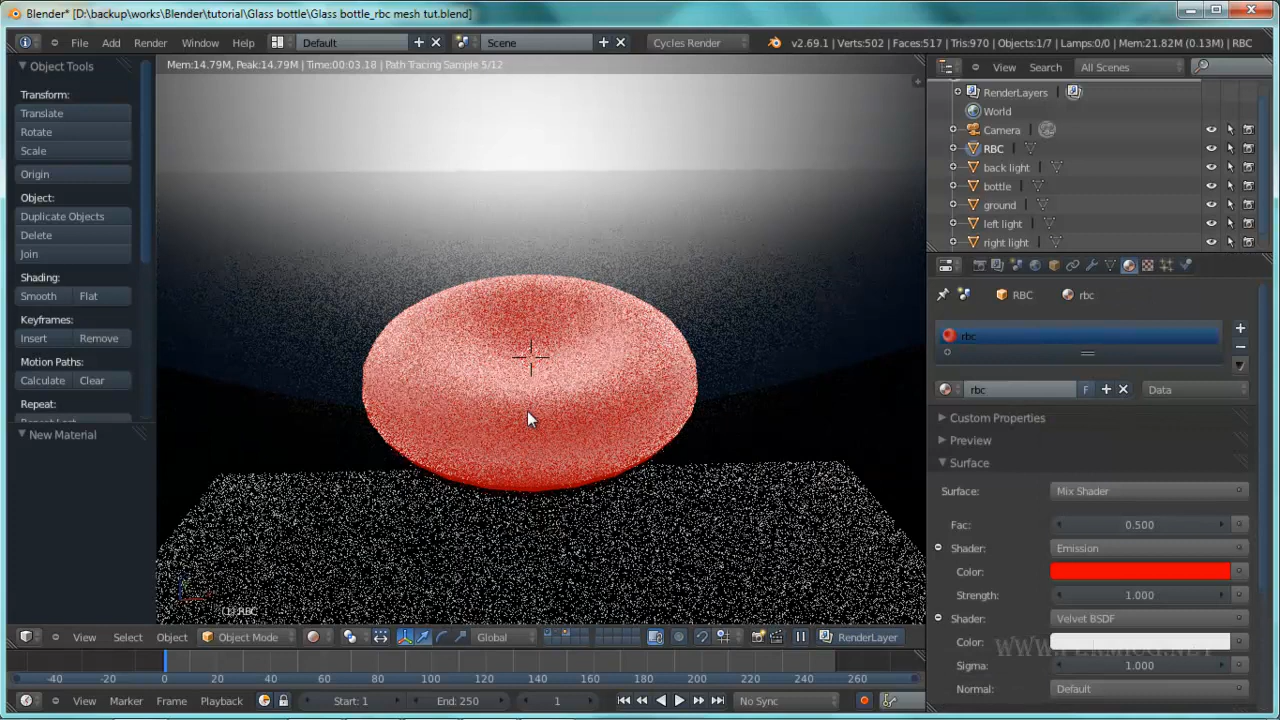 Blender* [D:\backup\works\Blender\tutorial\Glass bottle\Glass bottle_rbc mesh tut.blend]
File Add Render Window Help Default Scene Cycles Render v2.69.1 | Verts:502 | Faces:517 | Tris:970 | Objects:1/7 | Lamps:0/0 | Mem:21.82M (0.13M) | RBC
Object Tools
Mem:14.79M, Peak:14.79M | Time:00:03.18 | Path Tracing Sample 5/12
View Search All Scenes
Transform:
Translate
Rotate
Scale
Origin
Object:
Duplicate Objects
Delete
Join
Shading:
Smooth Flat
Keyframes:
Insert Remove
Motion Paths:
Calculate Clear
Repeat:
New Material
RenderLayers
World
Camera
RBC
back light
bottle
ground
left light
right light
RBC rbc
rbc
rbc F Data
Custom Properties
Preview
Surface
Surface: Mix Shader
Fac: 0.500
Shader: Emission
Color:
Strength: 1.000
Shader: Velvet BSDF
Color:
Sigma: 1.000
Normal: Default
(1) RBC
View Select Object Object Mode Global RenderLayer
-40 -20 0 20 40 60 80 100 120 140 160 180 200 220 240 260
View Marker Frame Playback Start: 1 End: 250 1 No Sync